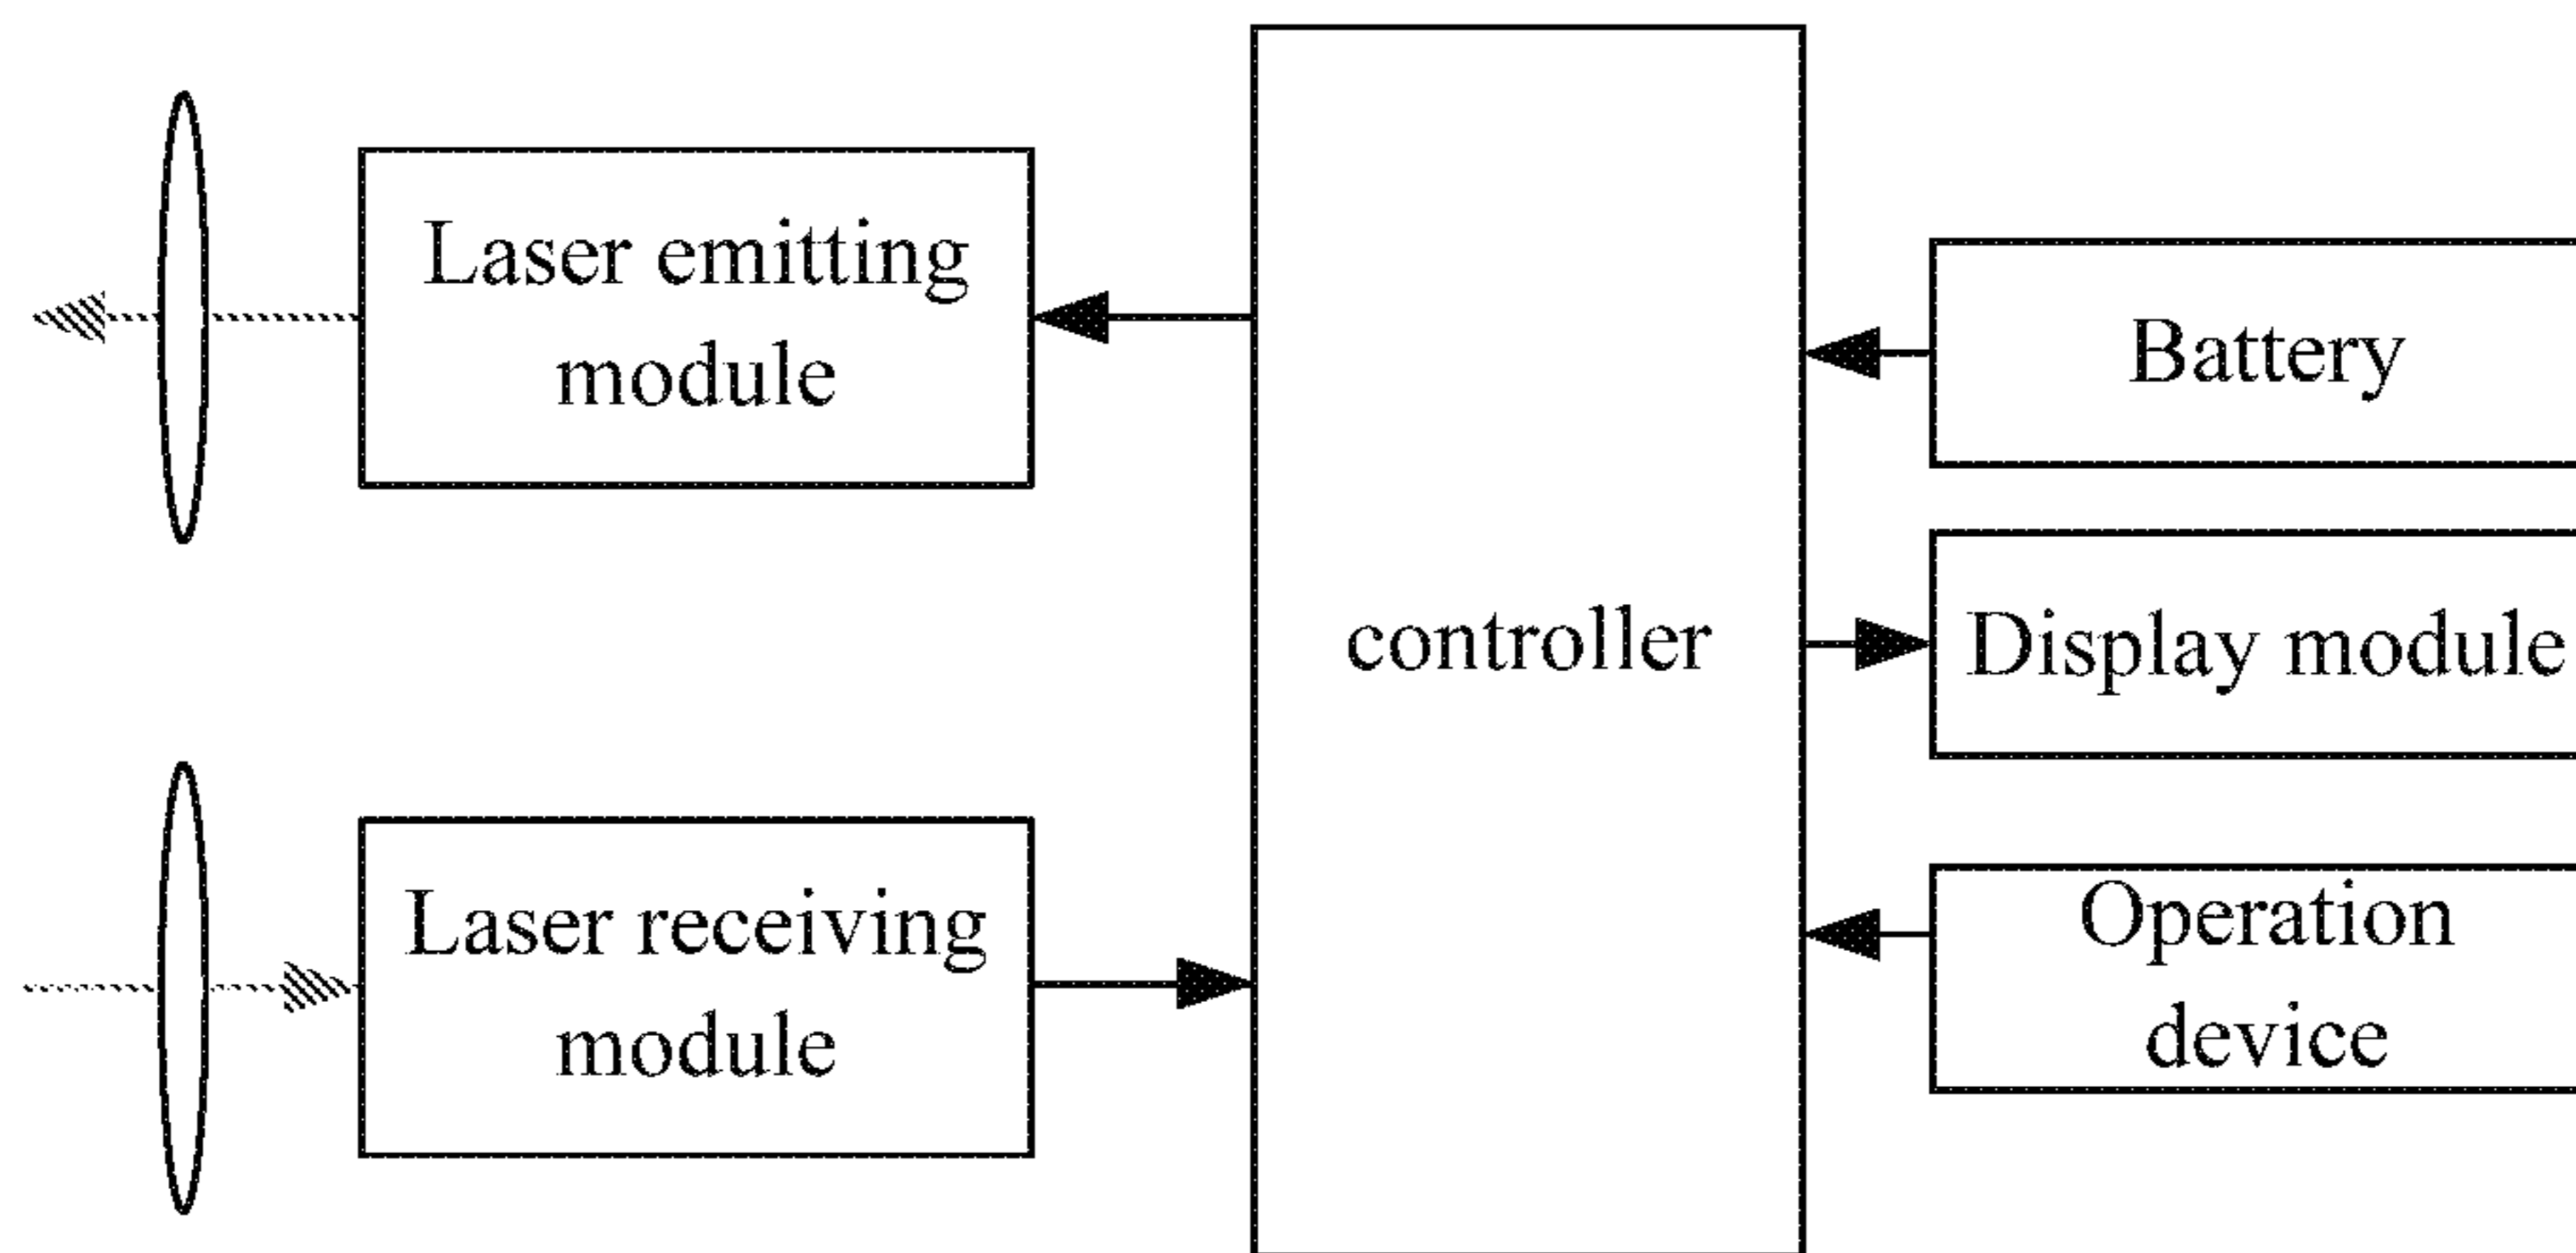 Laser emitting
module
controller
Battery
Display module
Laser receiving
module
Operation
device